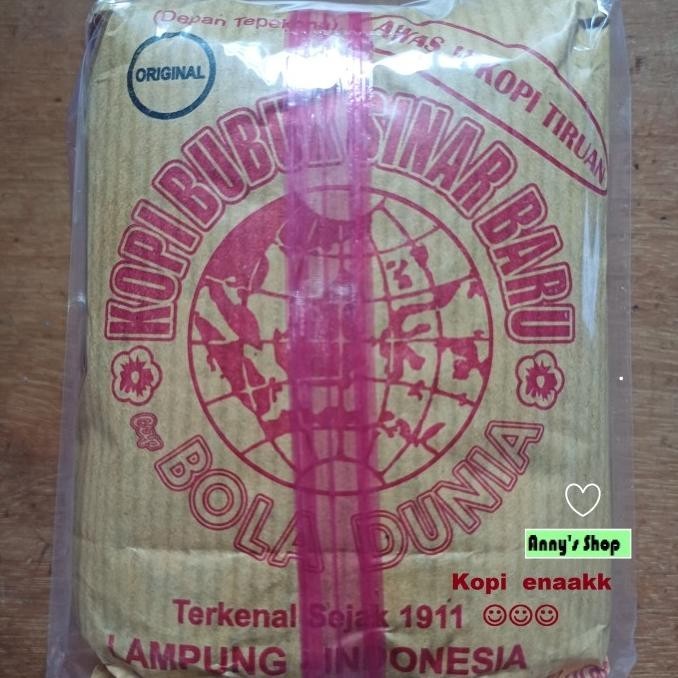 (Depan Tepekong)
AWAS !! KOPI TIRUAN
ORIGINAL
KOPI BUBUK SINAR BARU
cap
BOLA DUNIA
Anny's Shop
Kopi enaakk
Terkenal Sejak 1911
LAMPUNG - INDONESIA